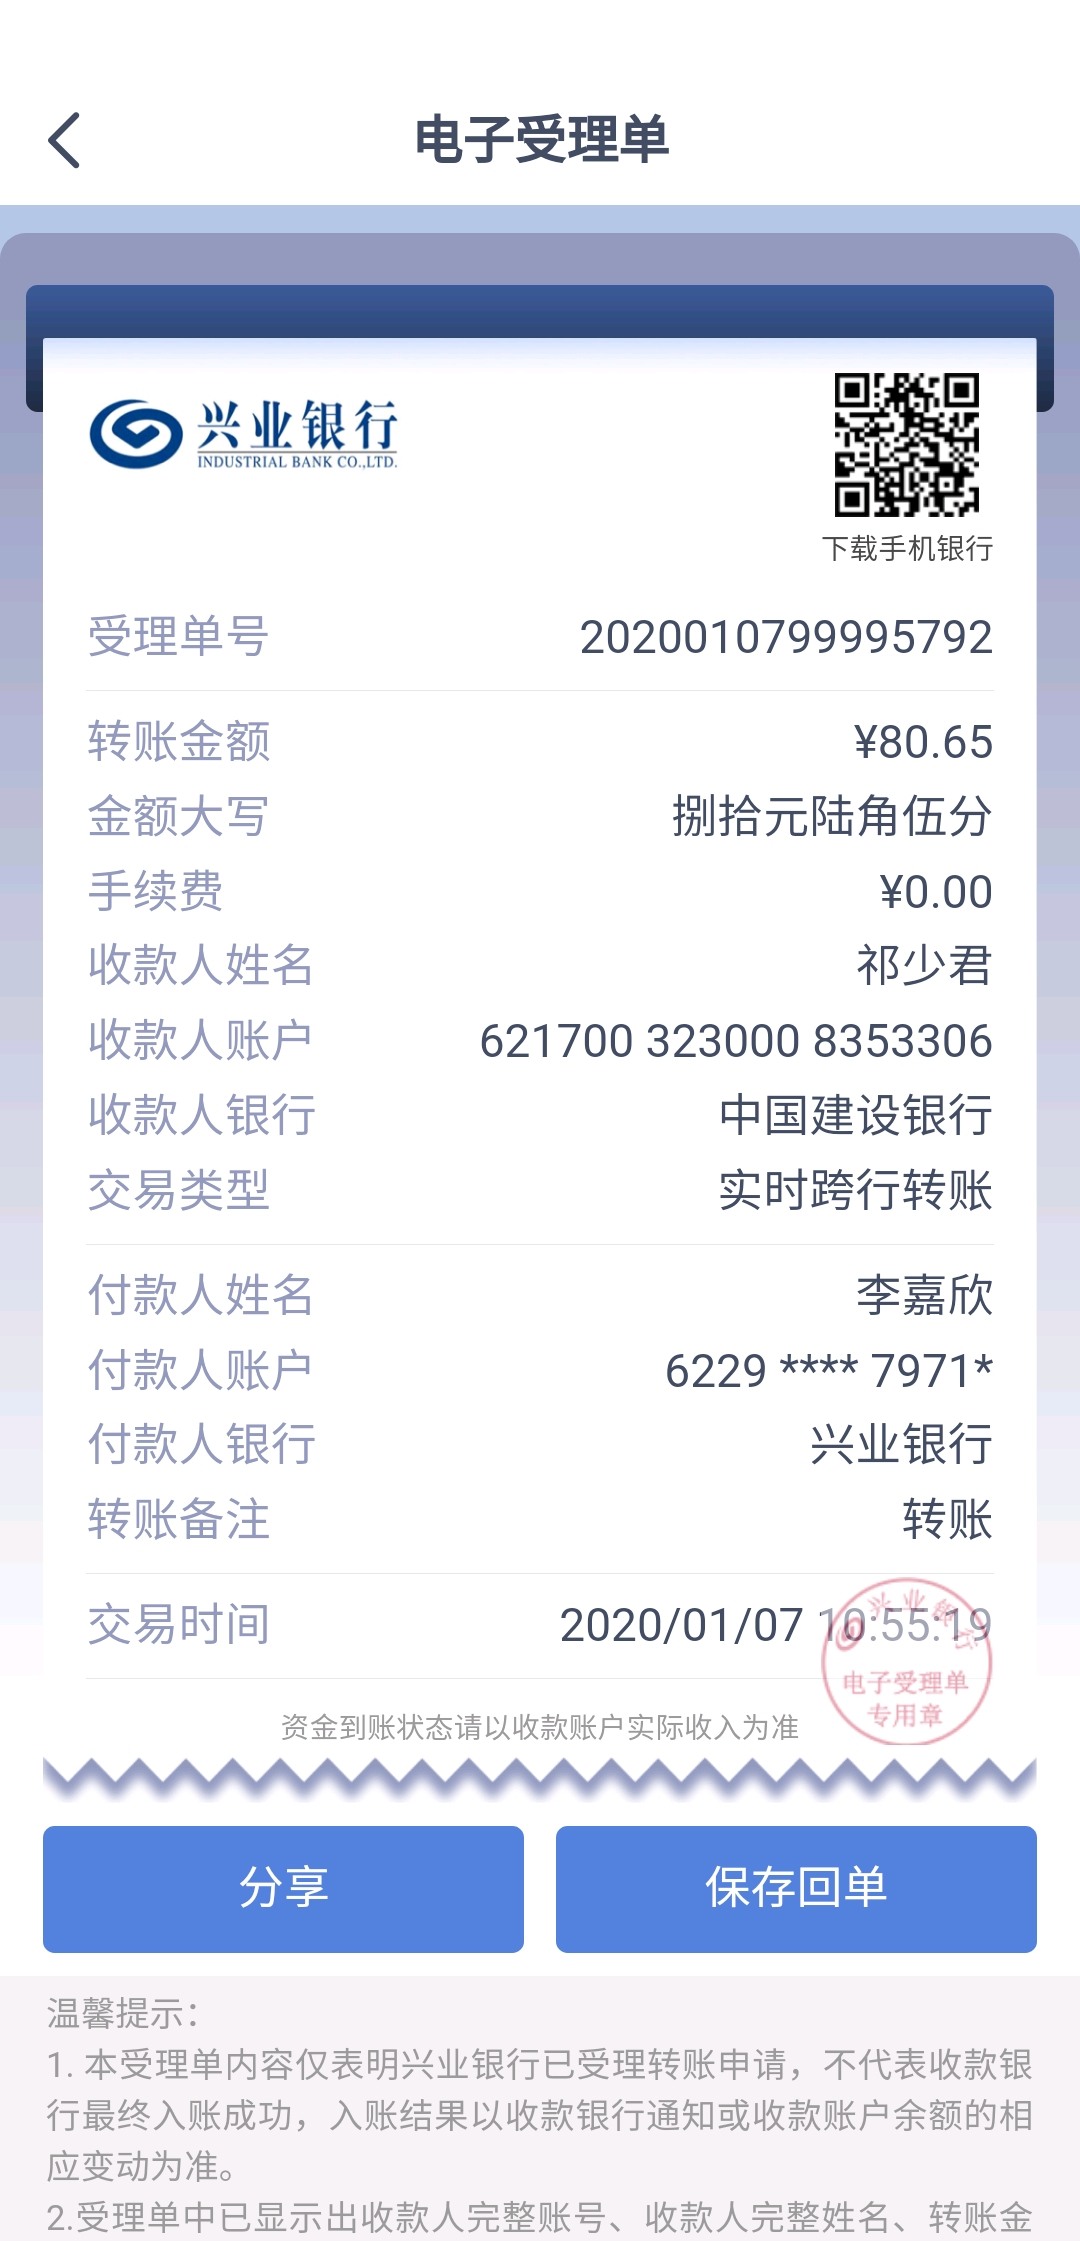 电子受理单
兴业银行
INDUSTRIAL BANK CO.,LTD.
下载手机银行
受理单号 2020010799995792
转账金额 ¥80.65
金额大写 捌拾元陆角伍分
手续费 ¥0.00
收款人姓名 祁少君
收款人账户 621700 323000 8353306
收款人银行 中国建设银行
交易类型 实时跨行转账
付款人姓名 李嘉欣
付款人账户 6229 **** 7971*
付款人银行 兴业银行
转账备注 转账
交易时间 2020/01/07 10:55:19
兴业银行
电子受理单
专用章
资金到账状态请以收款账户实际收入为准
分享 保存回单
温馨提示：
1. 本受理单内容仅表明兴业银行已受理转账申请，不代表收款银
行最终入账成功，入账结果以收款银行通知或收款账户余额的相
应变动为准。
2.受理单中已显示出收款人完整账号、收款人完整姓名、转账金